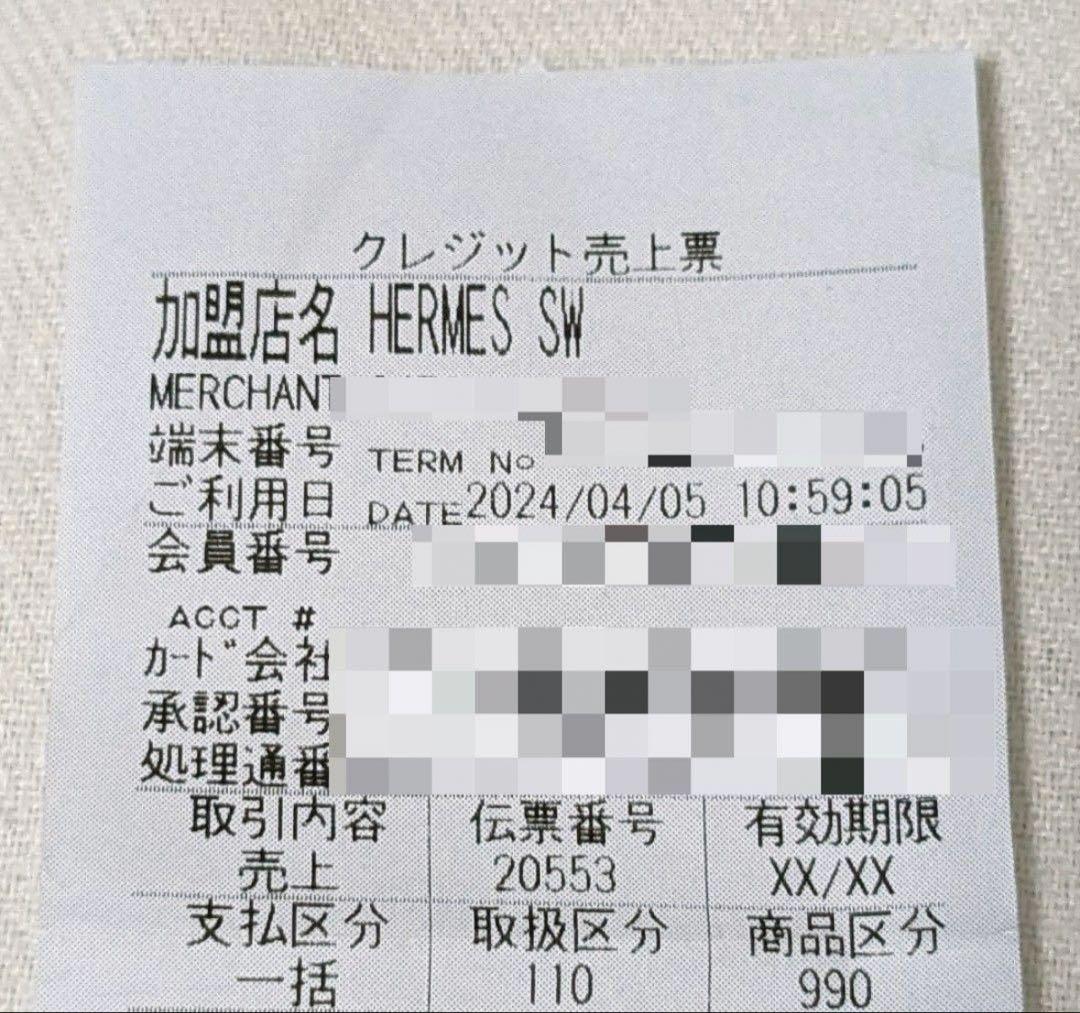 クレジット売上票
加盟店名 HERMES SW
MERCHANT
端末番号 TERM No
ご利用日 DATE 2024/04/05 10:59:05
会員番号
ACCT #
カード会社
承認番号
処理通番
取引内容 伝票番号 有効期限
売上 20553 XX/XX
支払区分 取扱区分 商品区分
一括 110 990